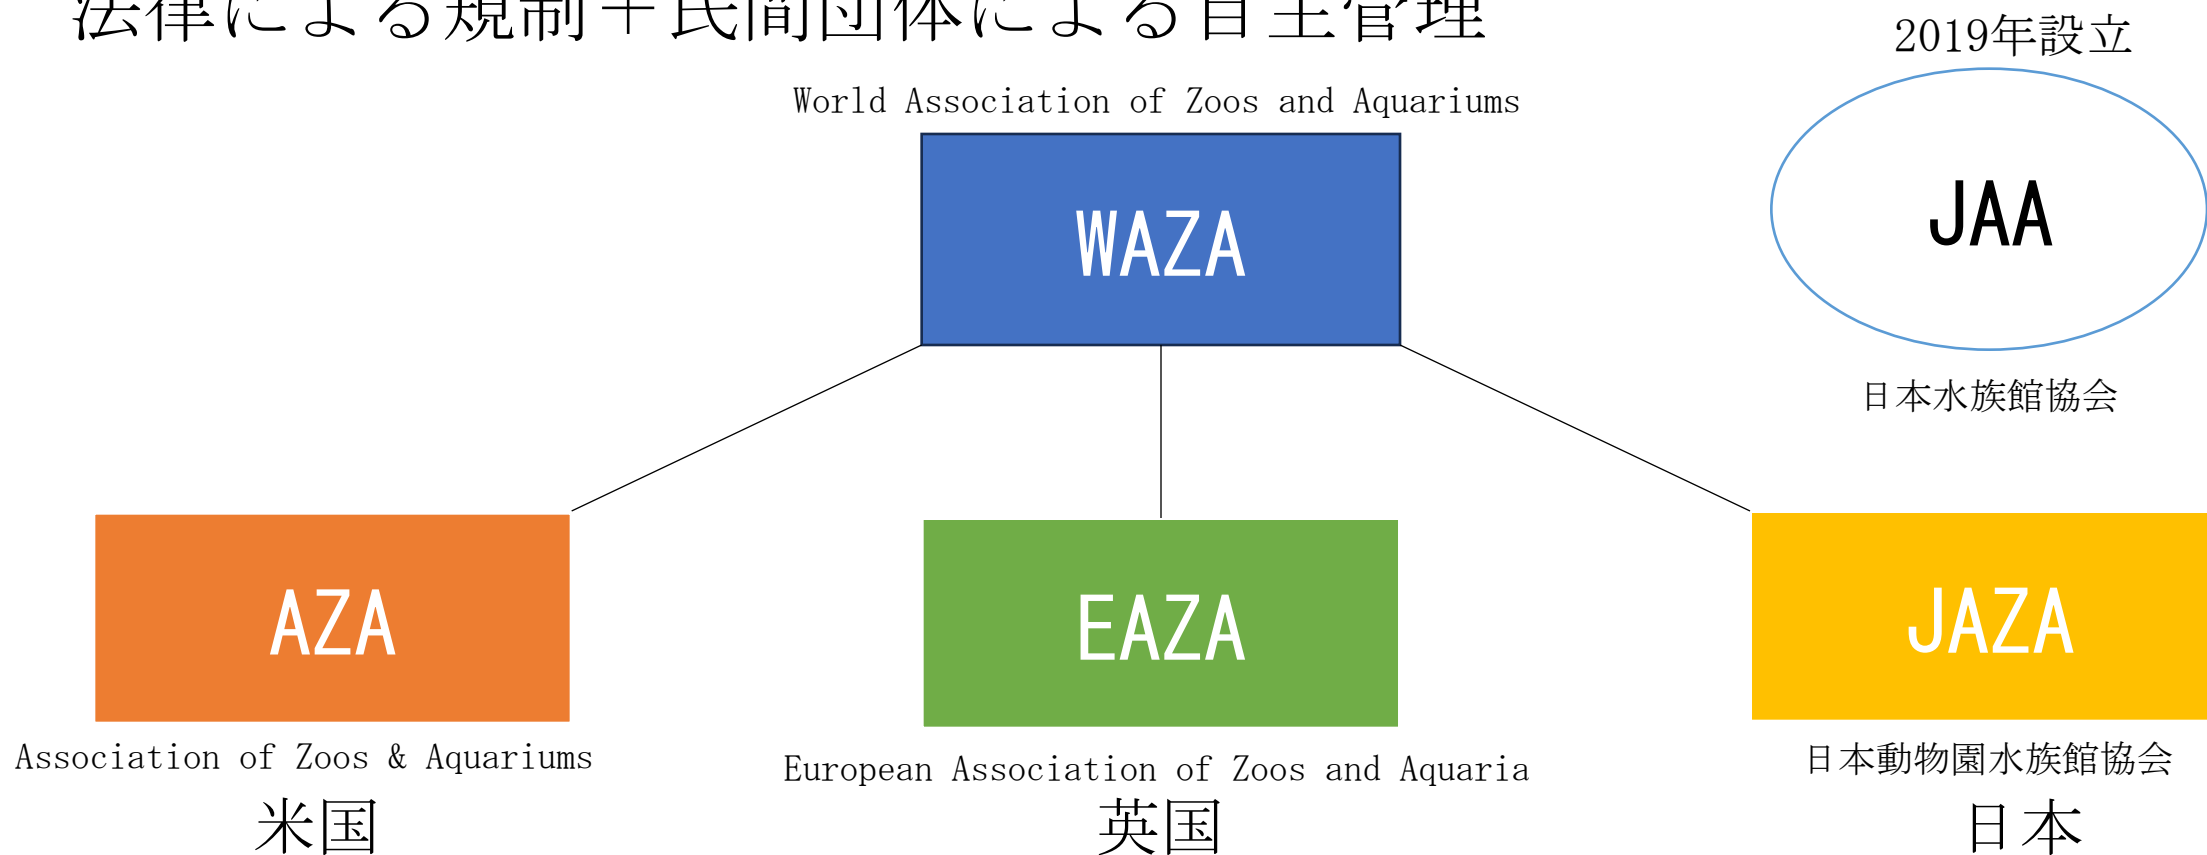 法律による規制＋民間団体による自主管理
2019年設立
World Association of Zoos and Aquariums
WAZA
JAA
日本水族館協会
AZA
EAZA
JAZA
Association of Zoos & Aquariums
European Association of Zoos and Aquaria
日本動物園水族館協会
米国
英国
日本